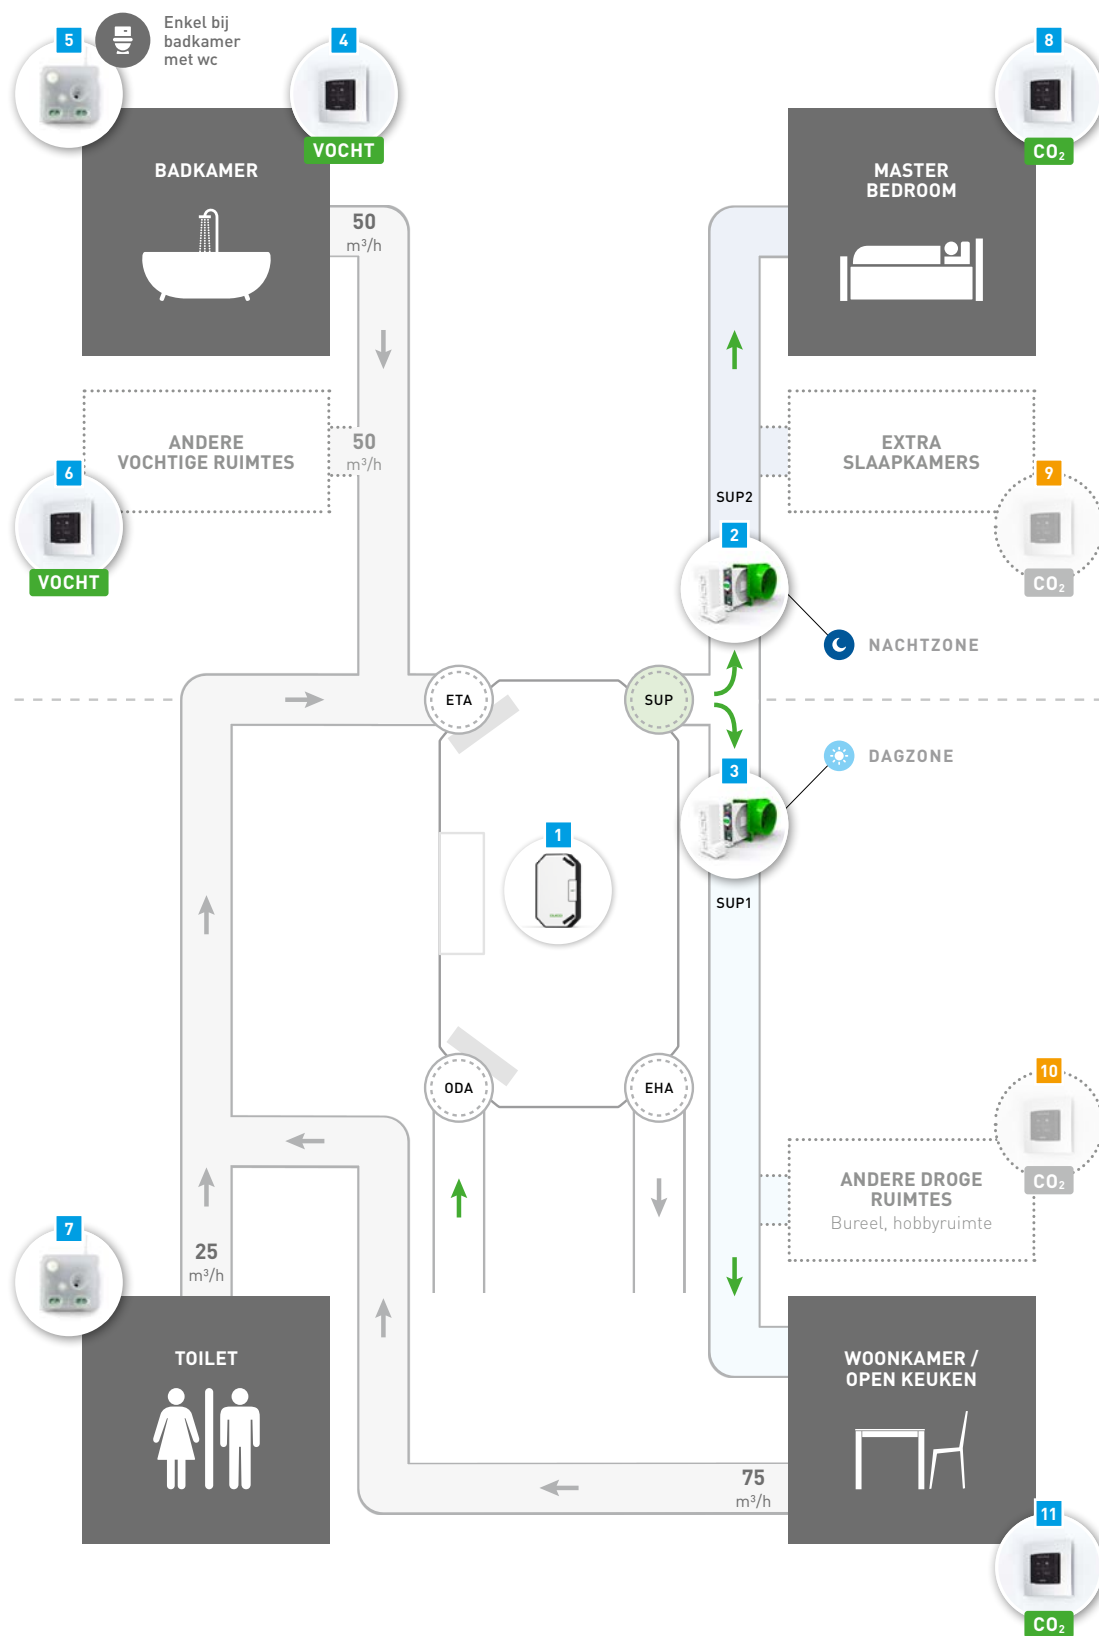 5
Enkel bij
badkamer
met wc
4
VOCHT
8
CO₂
BADKAMER
MASTER
BEDROOM
50
m³/h
ANDERE
VOCHTIGE RUIMTES
50
m³/h
6
VOCHT
EXTRA
SLAAPKAMERS
9
CO₂
SUP2
2
NACHTZONE
ETA
SUP
DAGZONE
3
1
SUP1
ODA
EHA
10
CO₂
ANDERE DROGE
RUIMTES
Bureel, hobbyruimte
7
25
m³/h
TOILET
WOONKAMER /
OPEN KEUKEN
75
m³/h
11
CO₂